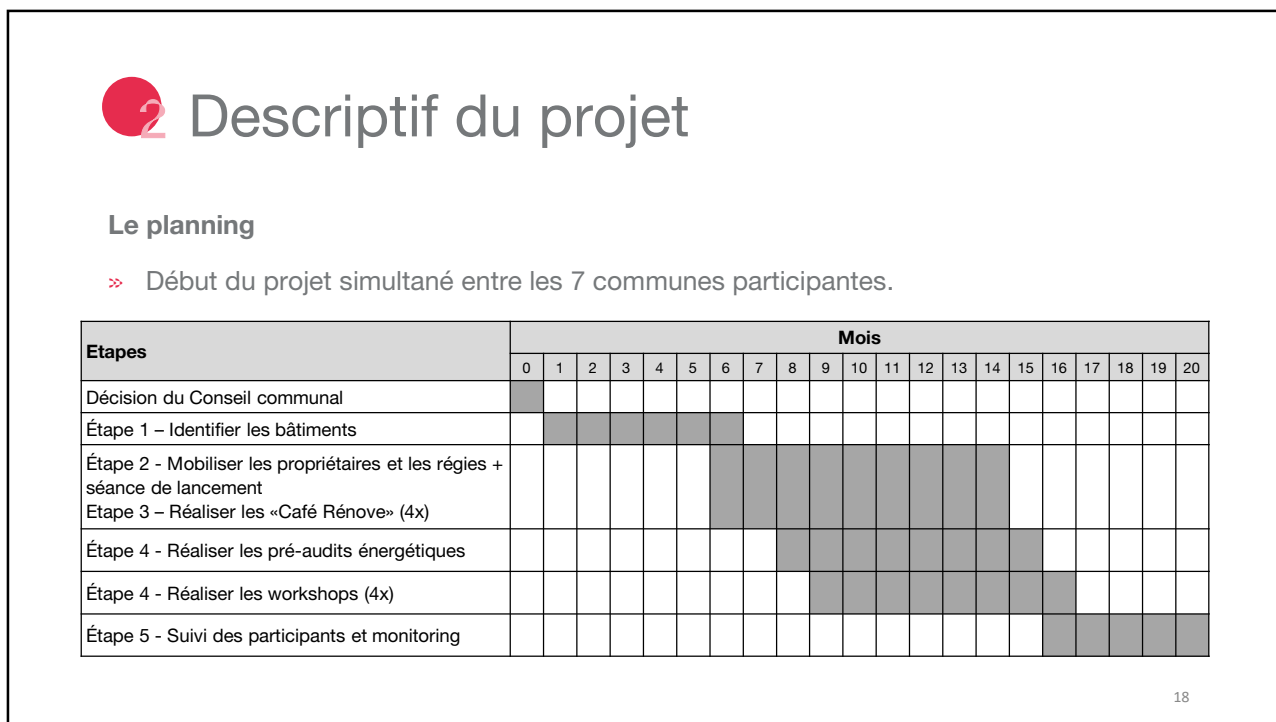 2 Descriptif du projet
Le planning
» Début du projet simultané entre les 7 communes participantes.
Etapes
Mois
0 1 2 3 4 5 6 7 8 9 10 11 12 13 14 15 16 17 18 19 20
Décision du Conseil communal
Étape 1 – Identifier les bâtiments
Étape 2 - Mobiliser les propriétaires et les régies +
séance de lancement
Etape 3 – Réaliser les «Café Rénove» (4x)
Étape 4 - Réaliser les pré-audits énergétiques
Étape 4 - Réaliser les workshops (4x)
Étape 5 - Suivi des participants et monitoring
18